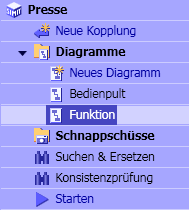 Presse
Neue Kopplung
Diagramme
Neues Diagramm
Bedienpult
Funktion
Schnappschüsse
Suchen & Ersetzen
Konsistenzprüfung
Starten